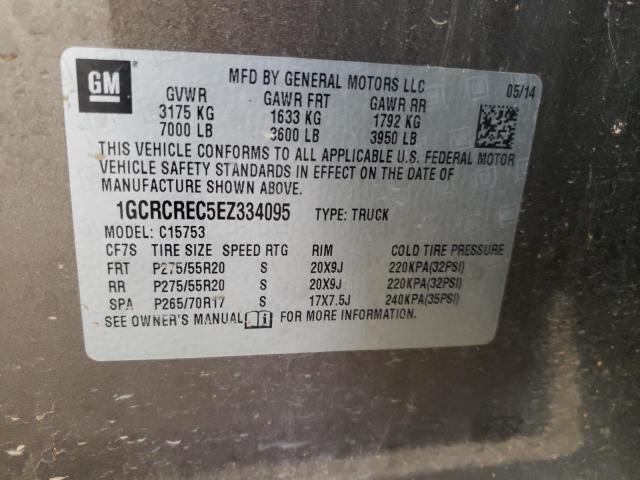 GM
MFD BY GENERAL MOTORS LLC
05/14
GVWR GAWR FRT GAWR RR
3175 KG 1633 KG 1792 KG
7000 LB 3600 LB 3950 LB
THIS VEHICLE CONFORMS TO ALL APPLICABLE U.S. FEDERAL MOTOR
VEHICLE SAFETY STANDARDS IN EFFECT ON THE DATE OF
MANUFACTURE SHOWN ABOVE.
1GCRCREC5EZ334095 TYPE: TRUCK
MODEL: C15753
CF7S TIRE SIZE SPEED RTG RIM COLD TIRE PRESSURE
FRT P275/55R20 S 20X9J 220KPA(32PSI)
RR P275/55R20 S 20X9J 220KPA(32PSI)
SPA P265/70R17 S 17X7.5J 240KPA(35PSI)
SEE OWNER'S MANUAL FOR MORE INFORMATION.